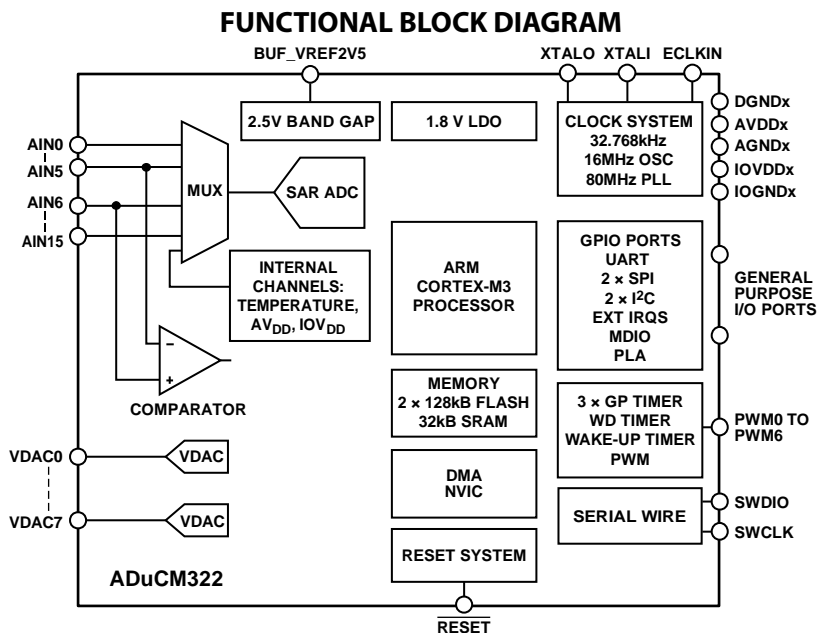 FUNCTIONAL BLOCK DIAGRAM
BUF_VREF2V5
XTALO XTALI ECLKIN
2.5V BAND GAP
1.8 V LDO
CLOCK SYSTEM
32.768kHz
16MHz OSC
80MHz PLL
DGNDx
AVDDx
AGNDx
IOVDDx
IOGNDx
AIN0
AIN5
AIN6
AIN15
MUX
SAR ADC
INTERNAL
CHANNELS:
TEMPERATURE,
AVDD, IOVDD
ARM
CORTEX-M3
PROCESSOR
GPIO PORTS
UART
2 × SPI
2 × I²C
EXT IRQS
MDIO
PLA
GENERAL
PURPOSE
I/O PORTS
–
+
COMPARATOR
MEMORY
2 × 128kB FLASH
32kB SRAM
3 × GP TIMER
WD TIMER
WAKE-UP TIMER
PWM
PWM0 TO
PWM6
VDAC0
VDAC
VDAC7
VDAC
DMA
NVIC
SERIAL WIRE
SWDIO
SWCLK
RESET SYSTEM
ADuCM322
RESET